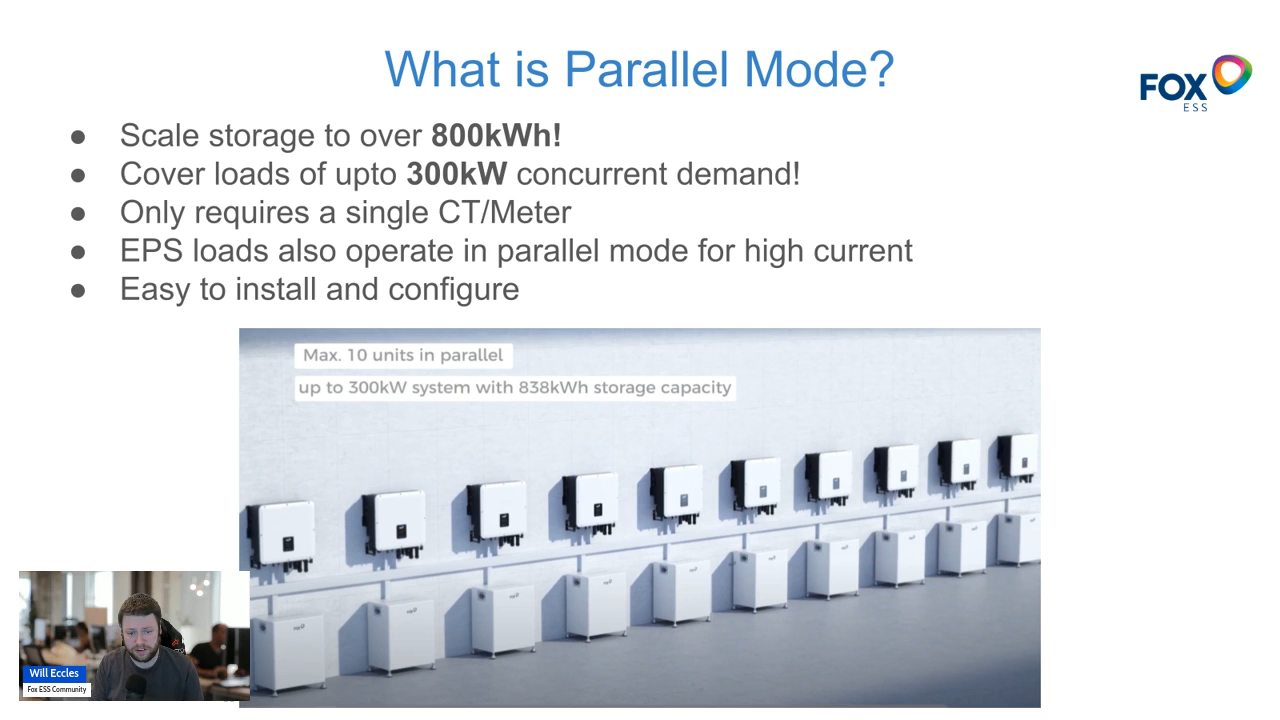 What is Parallel Mode?
FOX
ESS
● Scale storage to over 800kWh!
● Cover loads of upto 300kW concurrent demand!
● Only requires a single CT/Meter
● EPS loads also operate in parallel mode for high current
● Easy to install and configure
Max. 10 units in parallel
up to 300kW system with 838kWh storage capacity
Will Eccles
Fox ESS Community